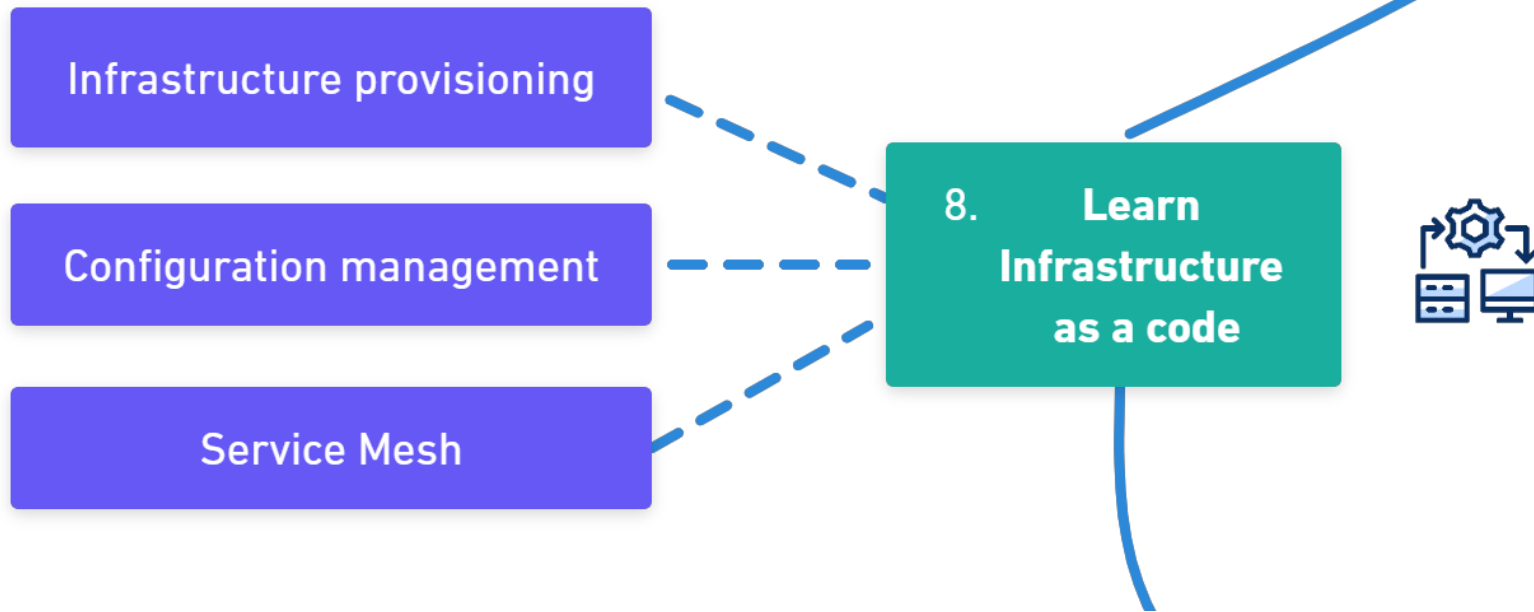 Infrastructure provisioning
Configuration management
Service Mesh
8. Learn
Infrastructure
as a code